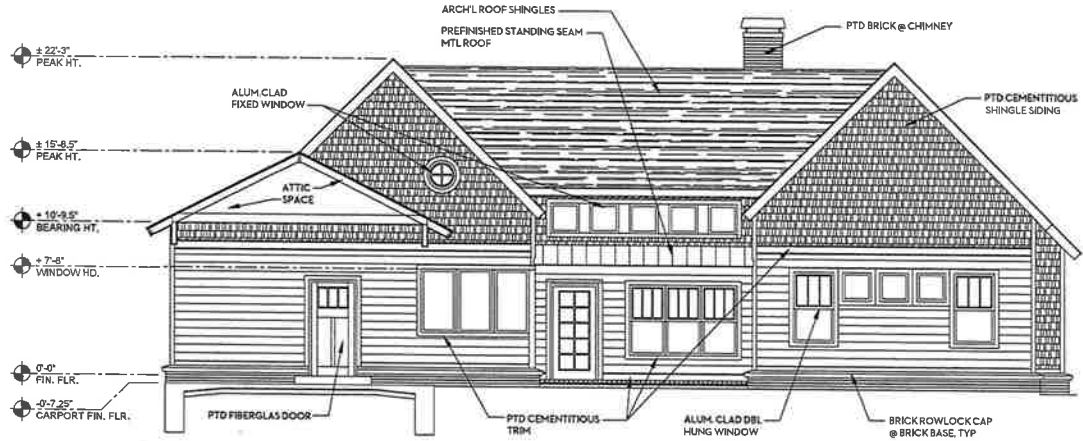 ARCH'L ROOF SHINGLES
PREFINISHED STANDING SEAM
MTL ROOF
PTD BRICK @ CHIMNEY
± 22'-3"
PEAK HT.
ALUM. CLAD
FIXED WINDOW
PTD CEMENTITIOUS
SHINGLE SIDING
± 15'-8.5"
PEAK HT.
ATTIC
SPACE
+ 10'-9.5"
BEARING HT.
+ 7'-8"
WINDOW HD.
0'-0"
FIN. FLR.
-0'-7.25"
CARPORT FIN. FLR.
PTD FIBERGLAS DOOR
PTD CEMENTITIOUS
TRIM
ALUM. CLAD DBL
HUNG WINDOW
BRICK ROWLOCK CAP
@ BRICK BASE, TYP